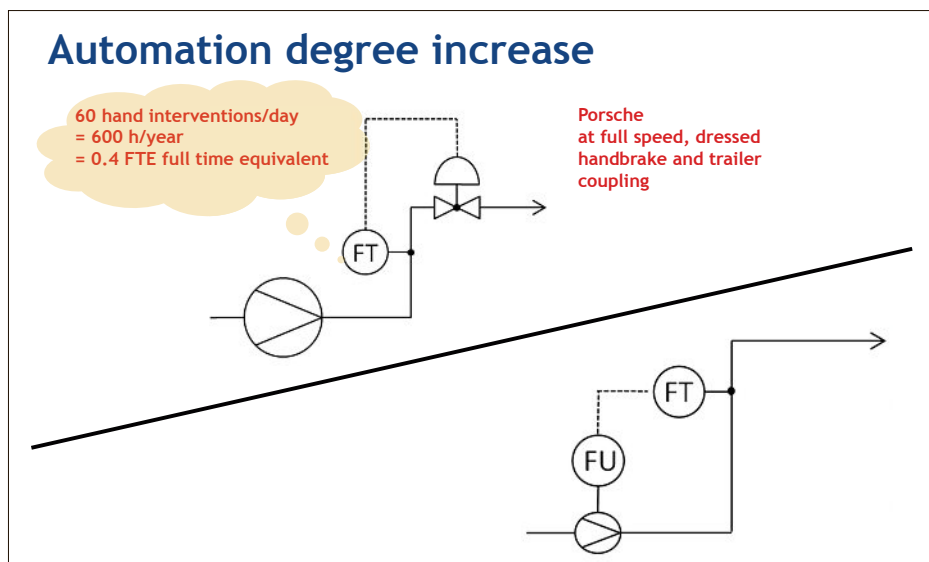 Automation degree increase
60 hand interventions/day
= 600 h/year
= 0.4 FTE full time equivalent
Porsche
at full speed, dressed
handbrake and trailer
coupling
FT
FT
FU